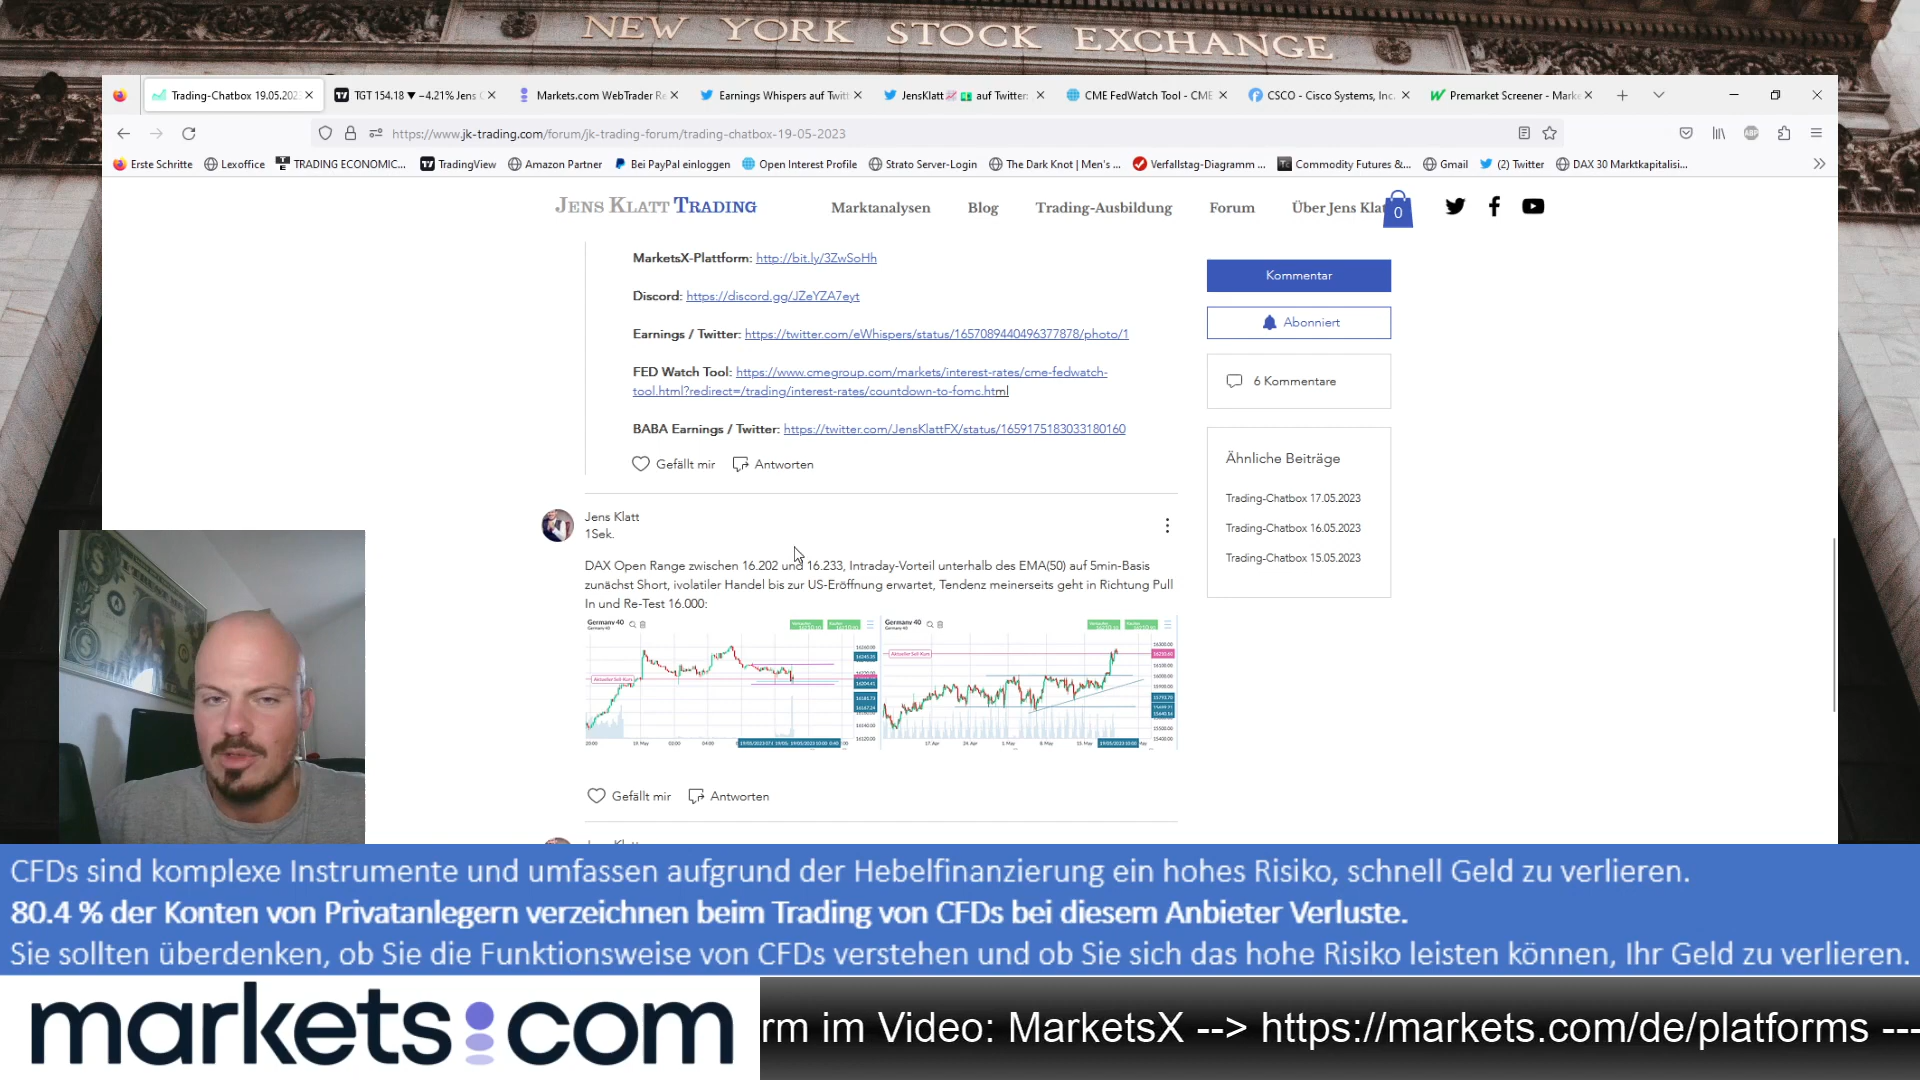 NEW YORK STOCK EXCHANGE
Trading-Chatbox 19.05.202
TGT 154.18 ▼ −4.21% Jens
Markets.com WebTrader Re
Earnings Whispers auf Twitt
JensKlatt auf Twitter:
CME FedWatch Tool - CME
CSCO - Cisco Systems, Inc.
Premarket Screener - Marke
https://www.jk-trading.com/forum/jk-trading-forum/trading-chatbox-19-05-2023
ABP
Erste Schritte
Lexoffice
TRADING ECONOMIC...
TradingView
Amazon Partner
Bei PayPal einloggen
Open Interest Profile
Strato Server-Login
The Dark Knot | Men's ...
Verfallstag-Diagramm ...
Commodity Futures &...
Gmail
(2) Twitter
DAX 30 Marktkapitalisi...
JENS KLATT TRADING
Marktanalysen
Blog
Trading-Ausbildung
Forum
Über Jens Klat
0
MarketsX-Plattform: http://bit.ly/3ZwSoHh
Discord: https://discord.gg/JZeYZA7eyt
Earnings / Twitter: https://twitter.com/eWhispers/status/1657089440496377878/photo/1
FED Watch Tool: https://www.cmegroup.com/markets/interest-rates/cme-fedwatch-
tool.html?redirect=/trading/interest-rates/countdown-to-fomc.html
BABA Earnings / Twitter: https://twitter.com/JensKlattFX/status/1659175183033180160
Gefällt mir
Antworten
Kommentar
Abonniert
6 Kommentare
Ähnliche Beiträge
Trading-Chatbox 17.05.2023
Trading-Chatbox 16.05.2023
Trading-Chatbox 15.05.2023
Jens Klatt
1Sek.
DAX Open Range zwischen 16.202 und 16.233, Intraday-Vorteil unterhalb des EMA(50) auf 5min-Basis
zunächst Short, ivolatiler Handel bis zur US-Eröffnung erwartet, Tendenz meinerseits geht in Richtung Pull
In und Re-Test 16.000:
Germany 40
Germany 40
Aktueller Sell Kurs
Germany 40
Germany 40
Aktueller Sell Kurs
Gefällt mir
Antworten
CFDs sind komplexe Instrumente und umfassen aufgrund der Hebelfinanzierung ein hohes Risiko, schnell Geld zu verlieren.
80.4 % der Konten von Privatanlegern verzeichnen beim Trading von CFDs bei diesem Anbieter Verluste.
Sie sollten überdenken, ob Sie die Funktionsweise von CFDs verstehen und ob Sie sich das hohe Risiko leisten können, Ihr Geld zu verlieren.
markets.com
rm im Video: MarketsX --> https://markets.com/de/platforms ---